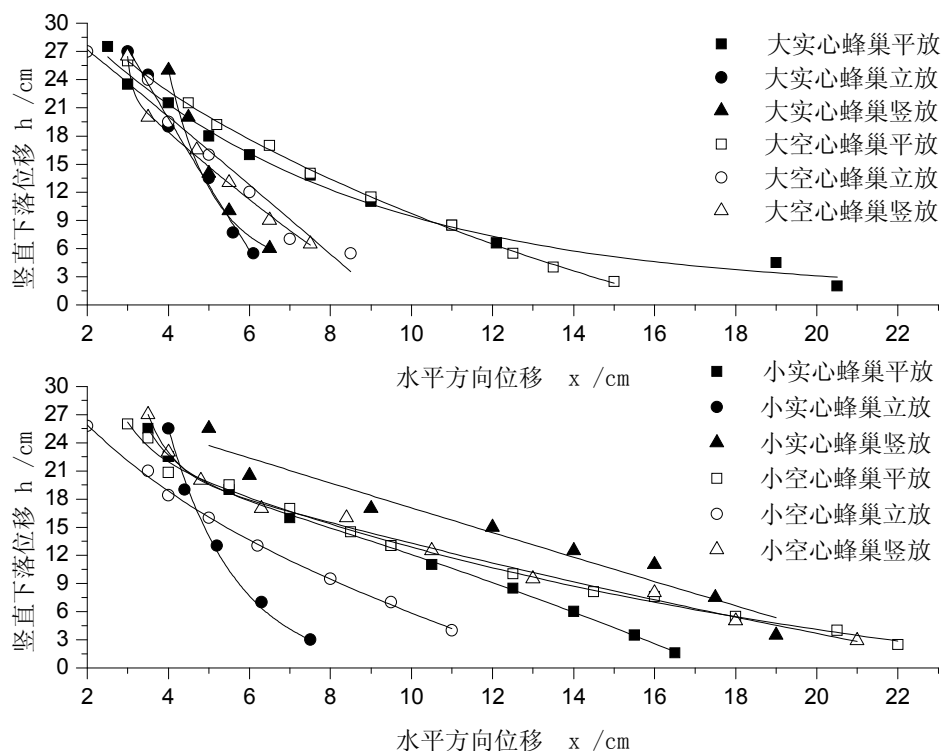 竖直下落位移 h /cm
30
27
24
21
18
15
12
9
6
3
0
2 4 6 8 10 12 14 16 18 20 22
水平方向位移 x /cm
大实心蜂巢平放
大实心蜂巢立放
大实心蜂巢竖放
大空心蜂巢平放
大空心蜂巢立放
大空心蜂巢竖放
竖直下落位移 h /cm
30
27
24
21
18
15
12
9
6
3
0
2 4 6 8 10 12 14 16 18 20 22
水平方向位移 x /cm
小实心蜂巢平放
小实心蜂巢立放
小实心蜂巢竖放
小空心蜂巢平放
小空心蜂巢立放
小空心蜂巢竖放